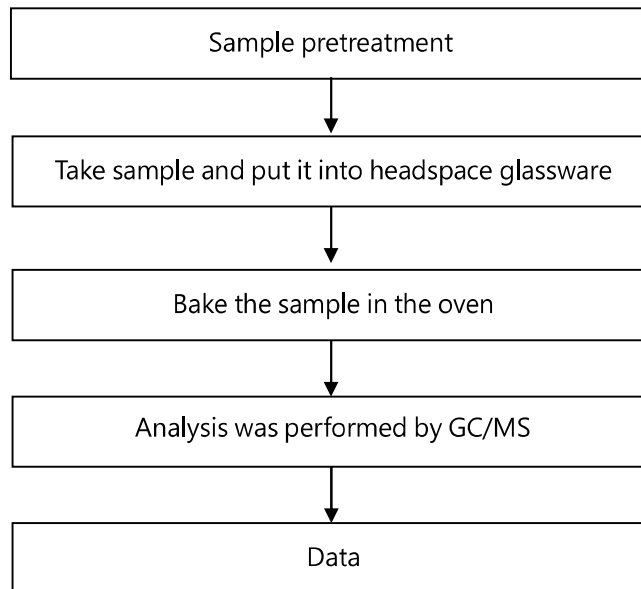 Sample pretreatment
Take sample and put it into headspace glassware
Bake the sample in the oven
Analysis was performed by GC/MS
Data